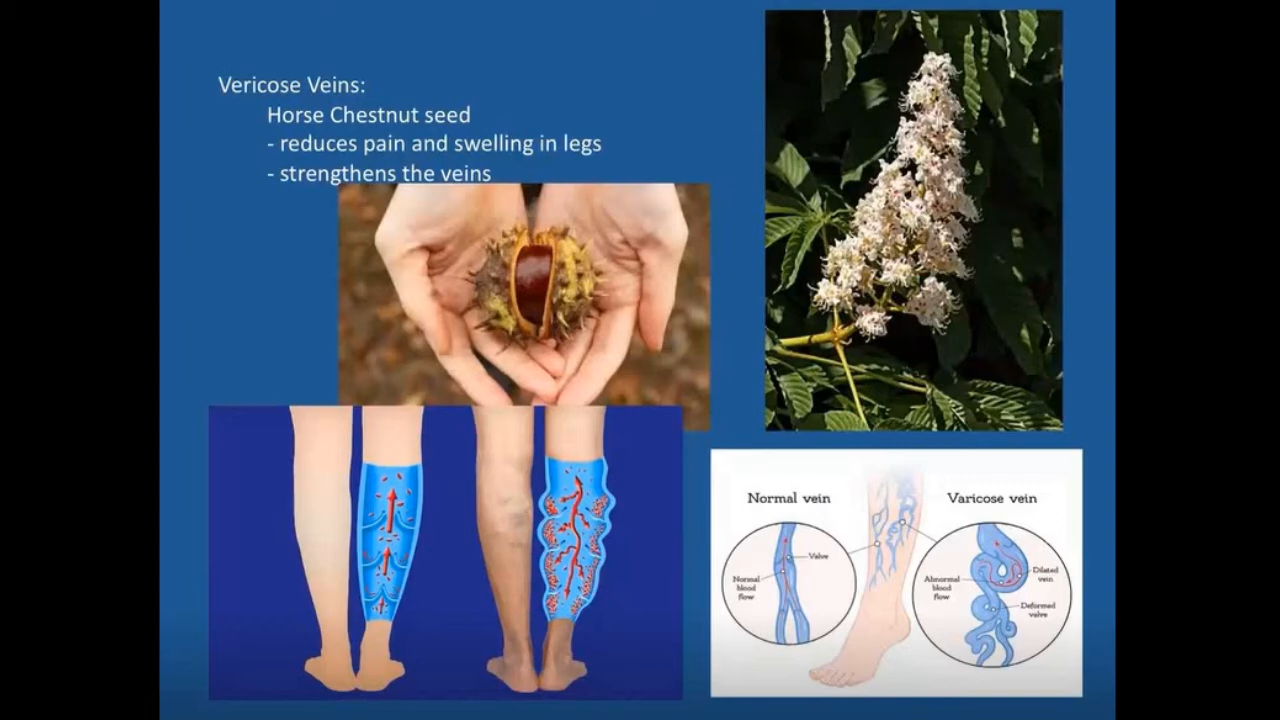 Vericose Veins:
Horse Chestnut seed
- reduces pain and swelling in legs
- strengthens the veins
Normal vein
Varicose vein
Valve
Normal
blood
flow
Abnormal
blood
flow
Dilated
vein
Deformed
valve